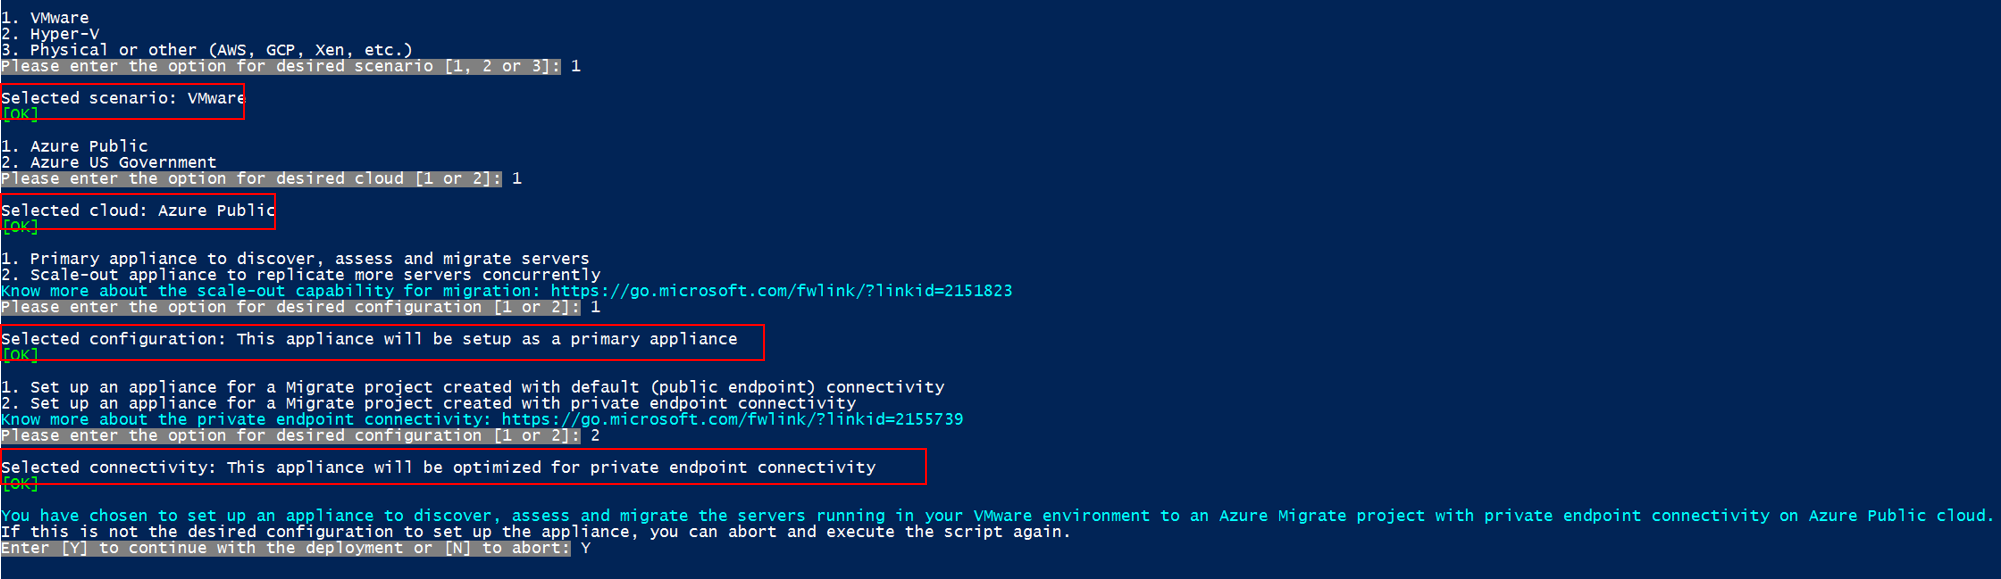 1. VMware
2. Hyper-V
3. Physical or other (AWS, GCP, Xen, etc.)
Please enter the option for desired scenario [1, 2 or 3]: 1
Selected scenario: VMware
[OK]
1. Azure Public
2. Azure US Government
Please enter the option for desired cloud [1 or 2]: 1
Selected cloud: Azure Public
[OK]
1. Primary appliance to discover, assess and migrate servers
2. Scale-out appliance to replicate more servers concurrently
Know more about the scale-out capability for migration: https://go.microsoft.com/fwlink/?linkid=2151823
Please enter the option for desired configuration [1 or 2]: 1
Selected configuration: This appliance will be setup as a primary appliance
[OK]
1. Set up an appliance for a Migrate project created with default (public endpoint) connectivity
2. Set up an appliance for a Migrate project created with private endpoint connectivity
Know more about the private endpoint connectivity: https://go.microsoft.com/fwlink/?linkid=2155739
Please enter the option for desired configuration [1 or 2]: 2
Selected connectivity: This appliance will be optimized for private endpoint connectivity
[OK]
You have chosen to set up an appliance to discover, assess and migrate the servers running in your VMware environment to an Azure Migrate project with private endpoint connectivity on Azure Public cloud.
If this is not the desired configuration to set up the appliance, you can abort and execute the script again.
Enter [Y] to continue with the deployment or [N] to abort: Y